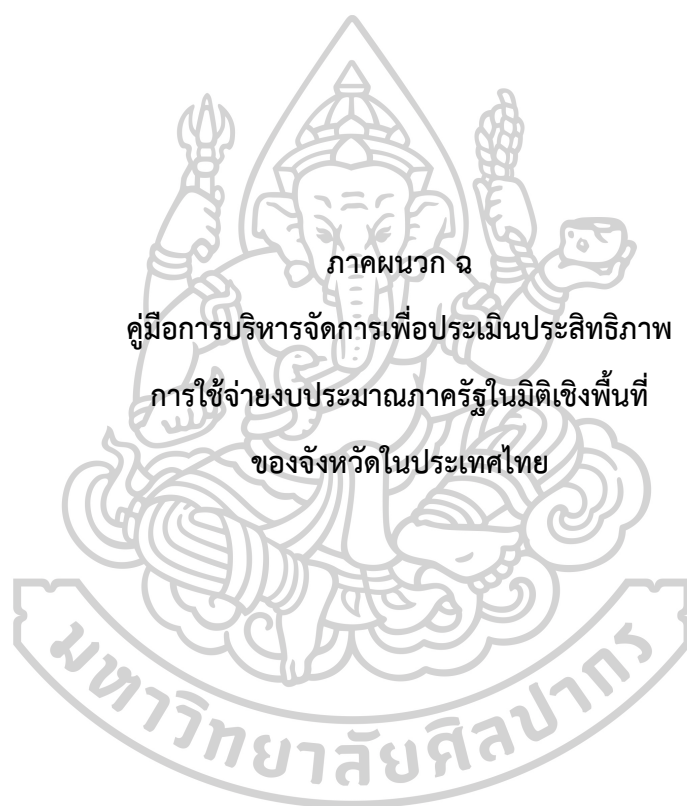 ภาคผนวก ฉ
คู่มือการบริหารจัดการเพื่อประเมินประสิทธิภาพ
การใช้จ่ายงบประมาณภาครัฐในมิติเชิงพื้นที่
ของจังหวัดในประเทศไทย
มหาวิทยาลัยศิลปากร